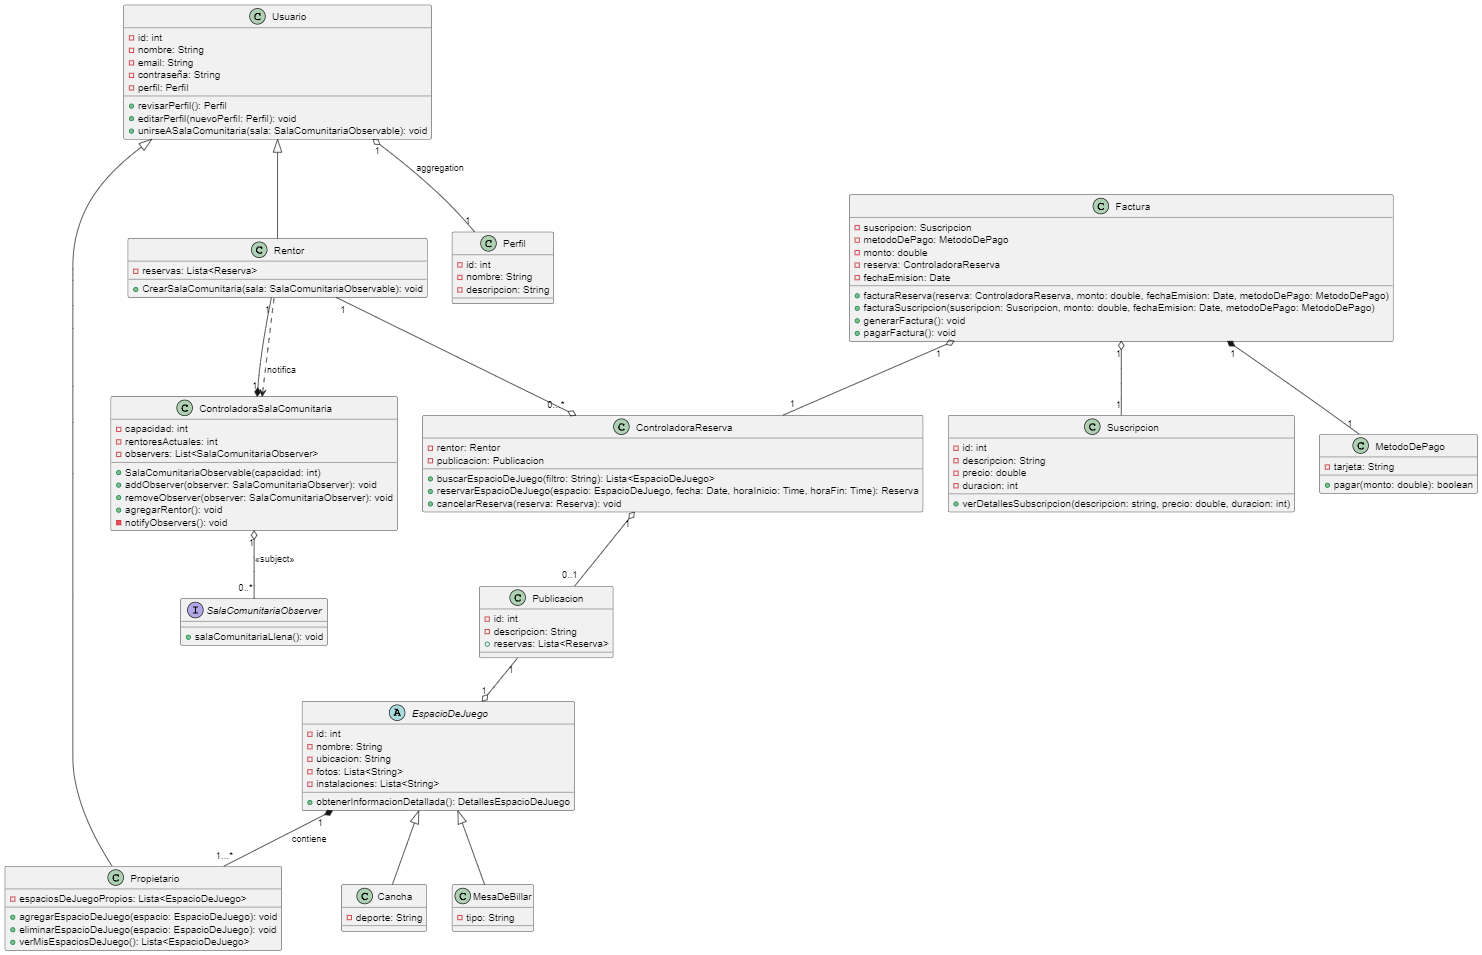 C Usuario
id: int
nombre: String
email: String
contraseña: String
perfil: Perfil
revisarPerfil(): Perfil
editarPerfil(nuevoPerfil: Perfil): void
unirseASalaComunitaria(sala: SalaComunitariaObservable): void
1
aggregation
1
C Rentor
reservas: Lista<Reserva>
CrearSalaComunitaria(sala: SalaComunitariaObservable): void
C Perfil
id: int
nombre: String
descripcion: String
C Factura
suscripcion: Suscripcion
metodoDePago: MetodoDePago
monto: double
reserva: ControladoraReserva
fechaEmision: Date
facturaReserva(reserva: ControladoraReserva, monto: double, fechaEmision: Date, metodoDePago: MetodoDePago)
facturaSuscripcion(suscripcion: Suscripcion, monto: double, fechaEmision: Date, metodoDePago: MetodoDePago)
generarFactura(): void
pagarFactura(): void
1
1
1
1
1
notifica
1
0...*
1
1
1
C ControladoraSalaComunitaria
capacidad: int
rentoresActuales: int
observers: List<SalaComunitariaObserver>
SalaComunitariaObservable(capacidad: int)
addObserver(observer: SalaComunitariaObserver): void
removeObserver(observer: SalaComunitariaObserver): void
agregarRentor(): void
notifyObservers(): void
C ControladoraReserva
rentor: Rentor
publicacion: Publicacion
buscarEspacioDeJuego(filtro: String): List<EspacioDeJuego>
reservarEspacioDeJuego(espacio: EspacioDeJuego, fecha: Date, horaInicio: Time, horaFin: Time): Reserva
cancelarReserva(reserva: Reserva): void
C Suscripcion
id: int
descripcion: String
precio: double
duracion: int
verDetallesSubscripcion(descripcion: string, precio: double, duracion: int)
C MetodoDePago
tarjeta: String
pagar(monto: double): boolean
1
«subject»
0..*
1
0..1
I SalaComunitariaObserver
salaComunitariaLlena(): void
C Publicacion
id: int
descripcion: String
reservas: Lista<Reserva>
1
1
A EspacioDeJuego
id: int
nombre: String
ubicacion: String
fotos: Lista<String>
instalaciones: Lista<String>
obtenerInformacionDetallada(): DetallesEspacioDeJuego
1
contiene
1...*
C Propietario
espaciosDeJuegoPropios: Lista<EspacioDeJuego>
agregarEspacioDeJuego(espacio: EspacioDeJuego): void
eliminarEspacioDeJuego(espacio: EspacioDeJuego): void
verMisEspaciosDeJuego(): Lista<EspacioDeJuego>
C Cancha
deporte: String
C MesaDeBillar
tipo: String